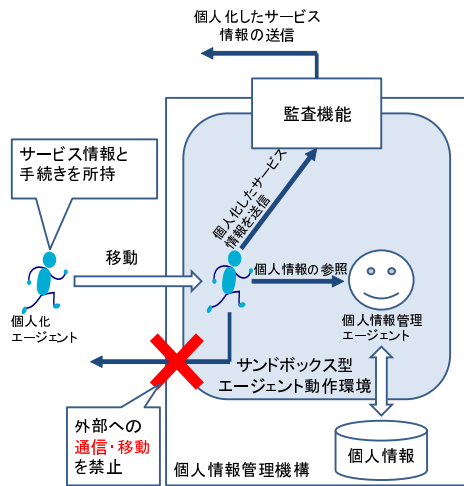 個人化したサービス
情報の送信
監査機能
サービス情報と
手続きを所持
個人化したサービス
情報を送信
移動
個人情報の参照
個人化
エージェント
個人情報管理
エージェント
サンドボックス型
エージェント動作環境
外部への
通信・移動
を禁止
個人情報
個人情報管理機構